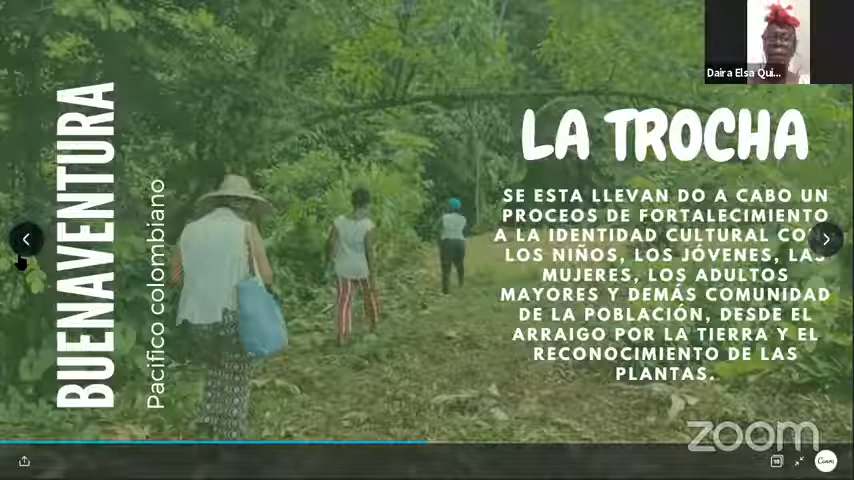 Daira Elsa Qui...
BUENAVENTURA
Pacifico colombiano
LA TROCHA
SE ESTA LLEVAN DO A CABO UN
PROCEOS DE FORTALECIMIENTO
A LA IDENTIDAD CULTURAL
LOS NIÑOS, LOS JÓVENES, LAS
MUJERES, LOS ADULTOS
MAYORES Y DEMÁS COMUNIDAD
DE LA POBLACIÓN, DESDE EL
ARRAIGO POR LA TIERRA Y EL
RECONOCIMIENTO DE LAS
PLANTAS.
zoom
Canva